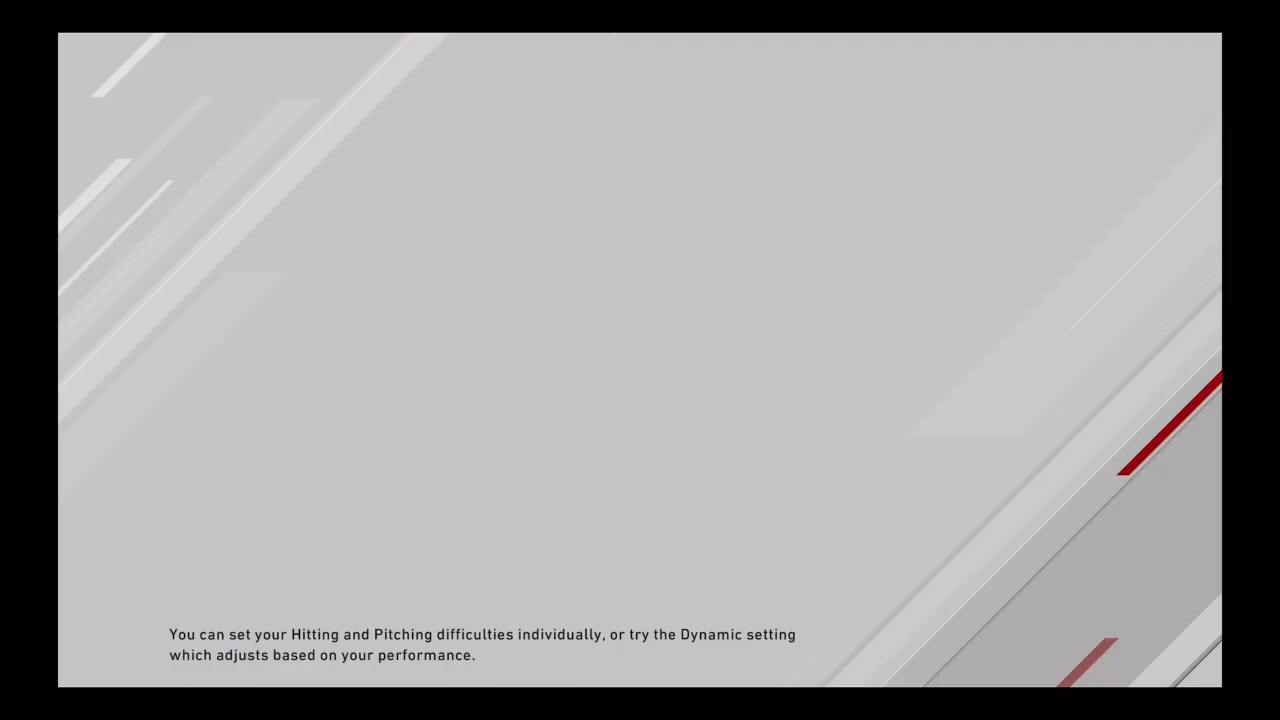 You can set your Hitting and Pitching difficulties individually, or try the Dynamic setting
which adjusts based on your performance.